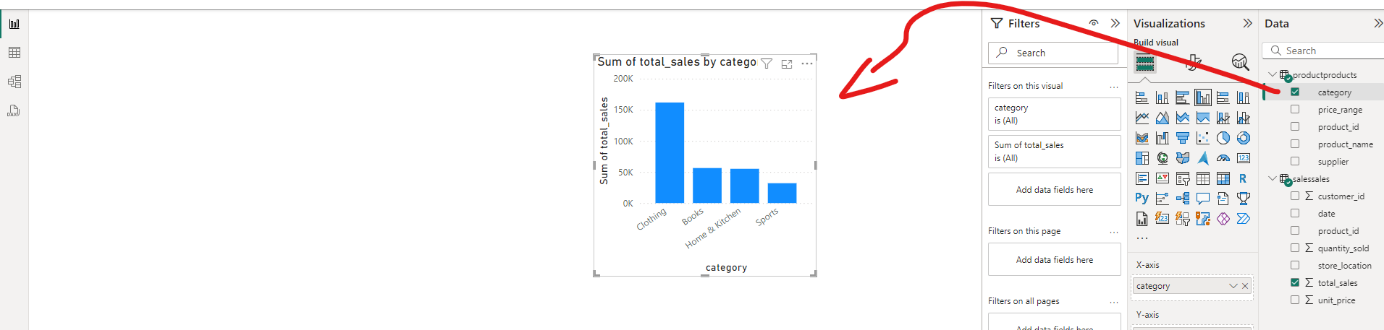 Sum of total_sales by catego
200K
150K
100K
50K
0K
Sum of total_sales
Clothing
Books
Home & Kitchen
Sports
category
Filters
Search
Filters on this visual
...
category
is (All)
Sum of total_sales
is (All)
Add data fields here
Filters on this page
...
Add data fields here
Filters on all pages
...
Add data fields here
Visualizations
Build visual
123
R
Py
123
...
X-axis
category
Y-axis
Data
Search
productproducts
category
price_range
product_id
product_name
supplier
salessales
customer_id
date
product_id
quantity_sold
store_location
total_sales
unit_price